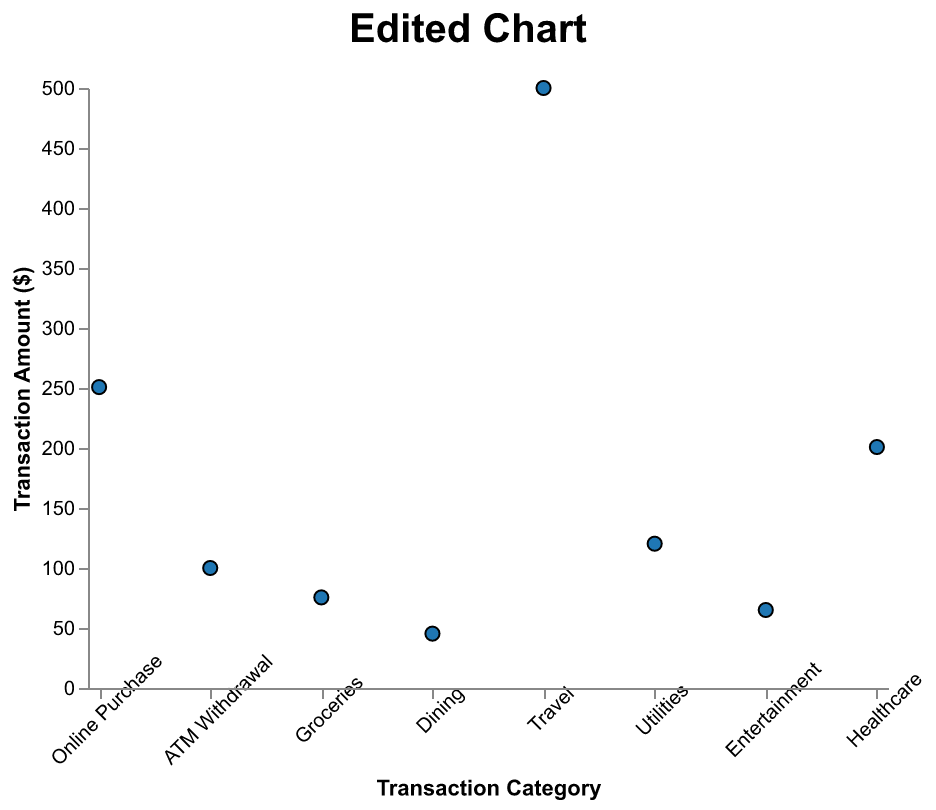 Edited Chart
Transaction Amount ($)
500
450
400
350
300
250
200
150
100
50
0
Online Purchase
ATM Withdrawal
Groceries
Dining
Travel
Utilities
Entertainment
Healthcare
Transaction Category